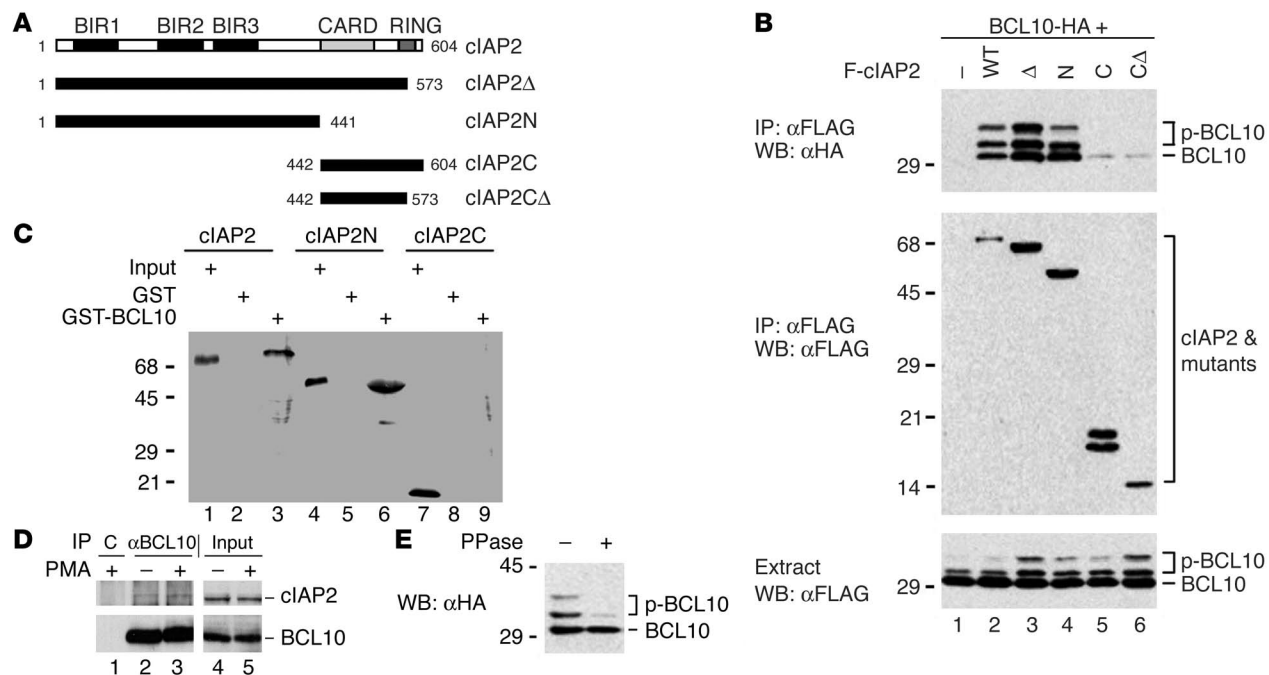 A
BIR1 BIR2 BIR3 CARD RING
1 604 cIAP2
1 573 cIAP2Δ
1 441 cIAP2N
442 604 cIAP2C
442 573 cIAP2CΔ
B
BCL10-HA +
F-cIAP2 – WT Δ N C CΔ
IP: αFLAG
WB: αHA
p-BCL10
BCL10
29
68
45
29
21
14
IP: αFLAG
WB: αFLAG
cIAP2 &
mutants
Extract
WB: αFLAG
29
p-BCL10
BCL10
1 2 3 4 5 6
C
cIAP2 cIAP2N cIAP2C
Input + + +
GST + + +
GST-BCL10 + + +
68
45
29
21
1 2 3 4 5 6 7 8 9
D
IP C αBCL10 Input
PMA + – + – +
cIAP2
BCL10
1 2 3 4 5
E
PPase – +
45
WB: αHA
p-BCL10
BCL10
29